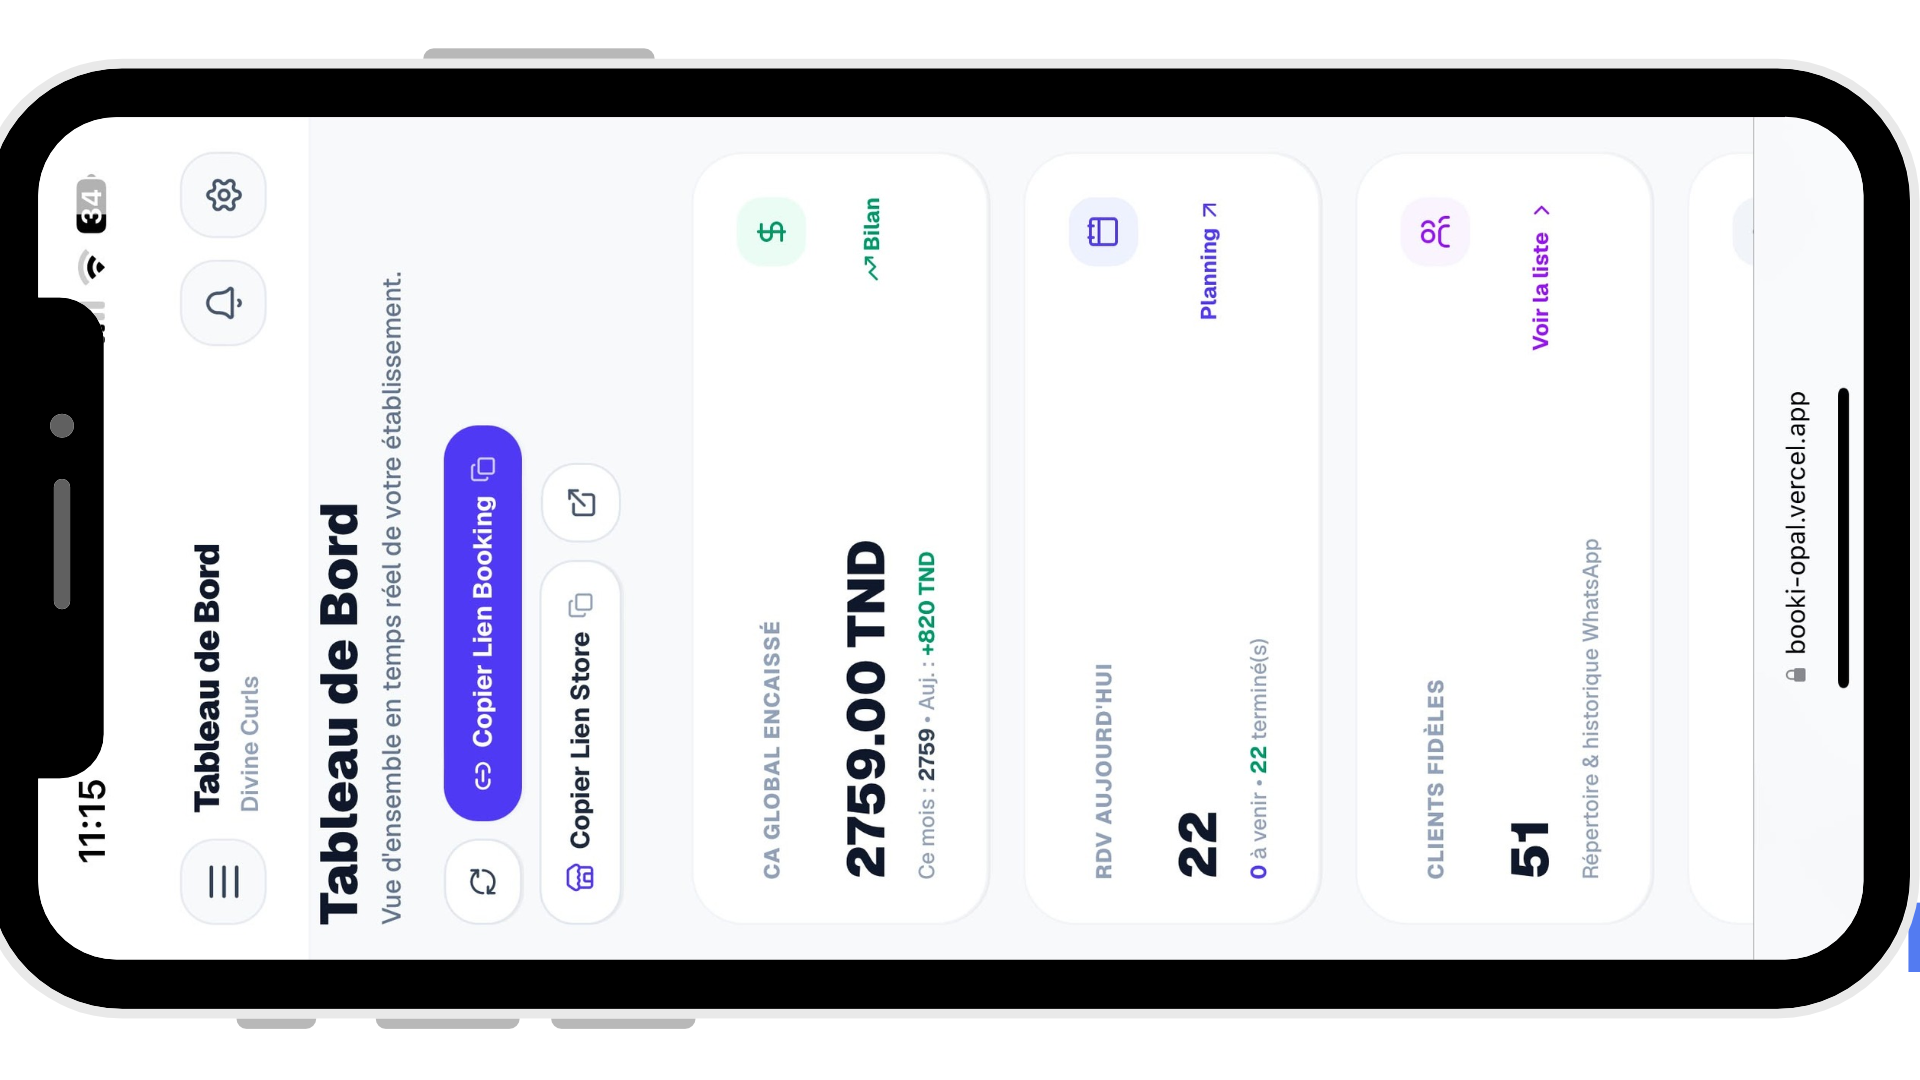 11:15
34
Tableau de Bord
Divine Curls
Tableau de Bord
Vue d'ensemble en temps réel de votre établissement.
Copier Lien Booking
Copier Lien Store
CA GLOBAL ENCAISSÉ
2759.00 TND
Bilan
Ce mois : 2759 • Auj. : +820 TND
RDV AUJOURD'HUI
22
Planning
0 à venir • 22 terminé(s)
CLIENTS FIDÈLES
51
Voir la liste
Répertoire & historique WhatsApp
booki-opal.vercel.app